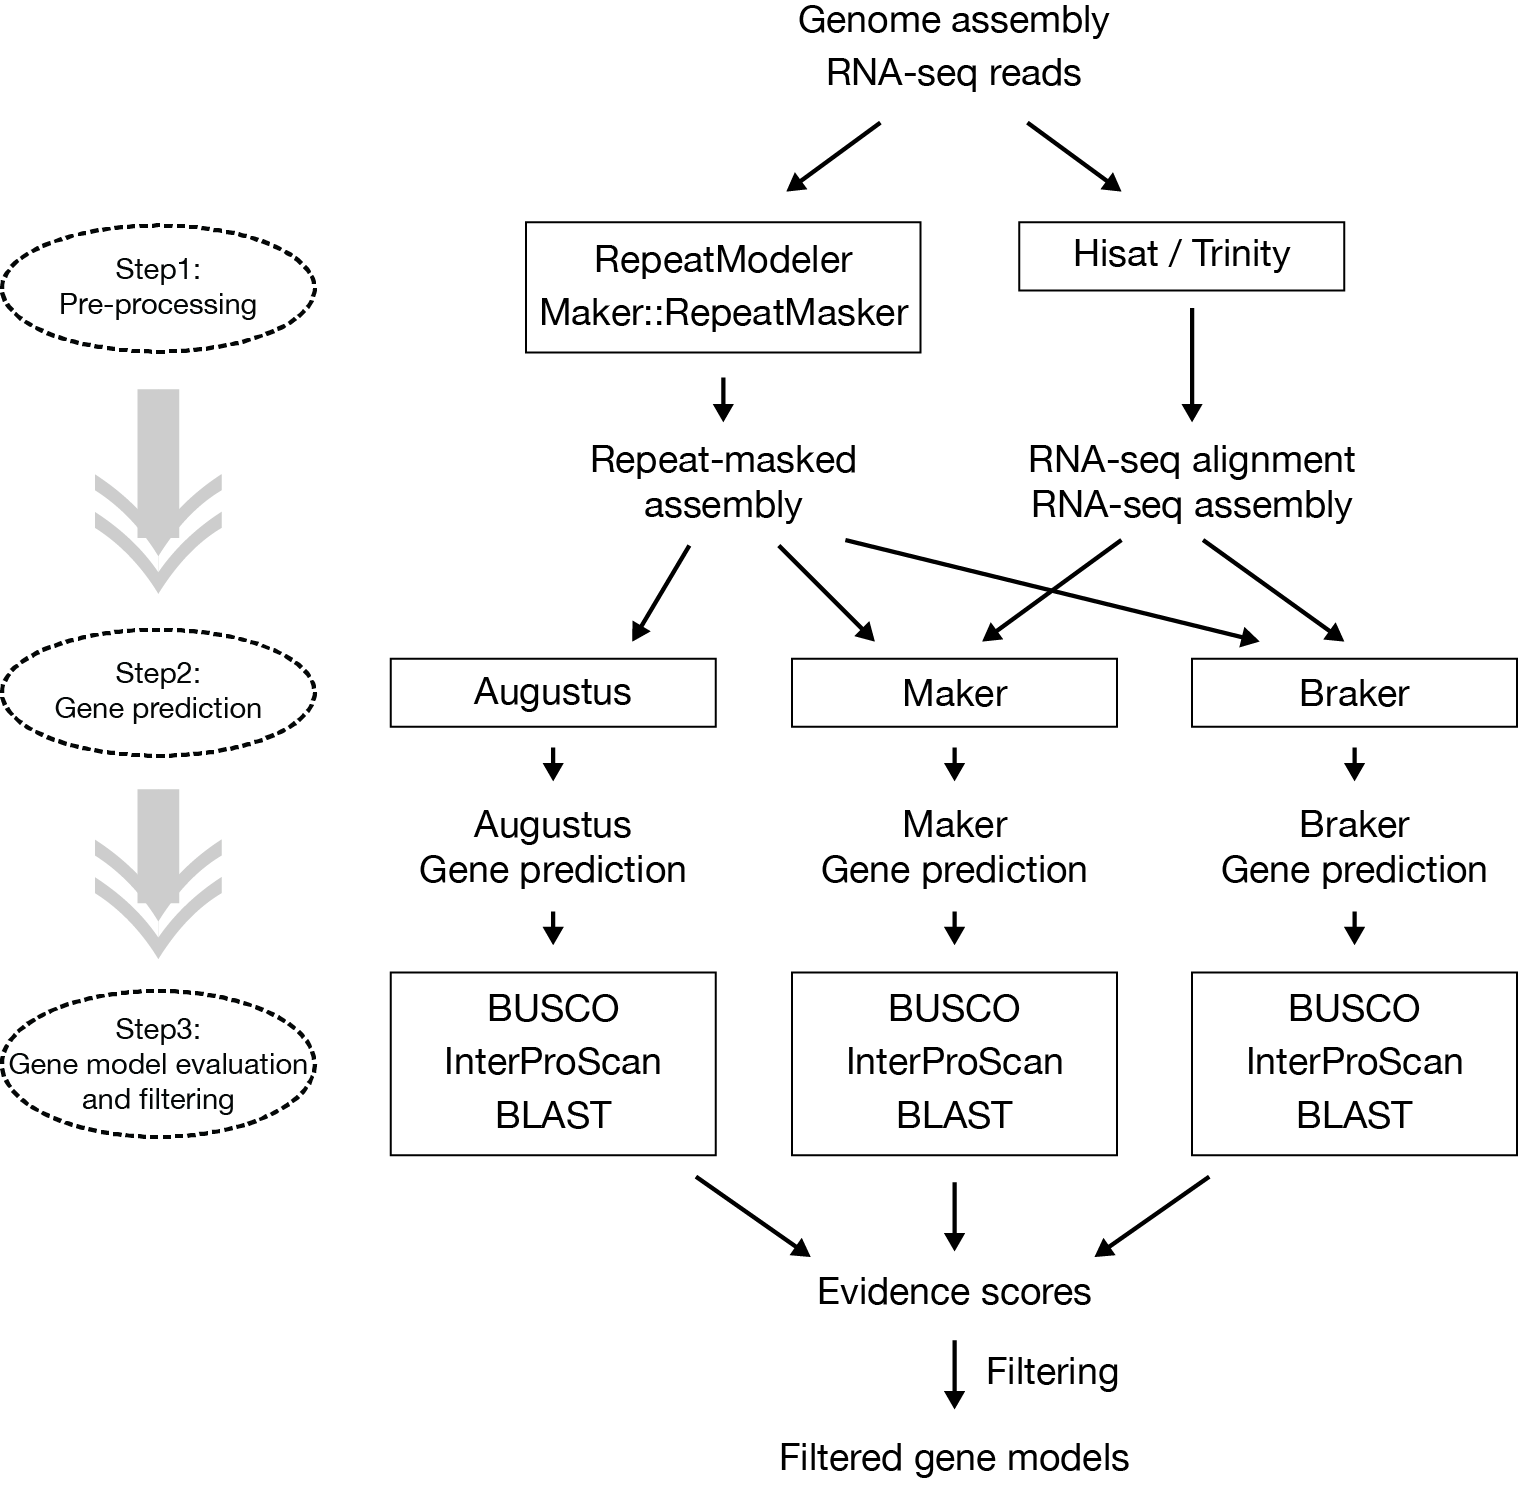 Genome assembly
RNA-seq reads
Step1:
Pre-processing
RepeatModeler
Maker::RepeatMasker
Hisat / Trinity
Repeat-masked
assembly
RNA-seq alignment
RNA-seq assembly
Step2:
Gene prediction
Augustus
Maker
Braker
Augustus
Gene prediction
Maker
Gene prediction
Braker
Gene prediction
Step3:
Gene model evaluation
and filtering
BUSCO
InterProScan
BLAST
BUSCO
InterProScan
BLAST
BUSCO
InterProScan
BLAST
Evidence scores
Filtering
Filtered gene models